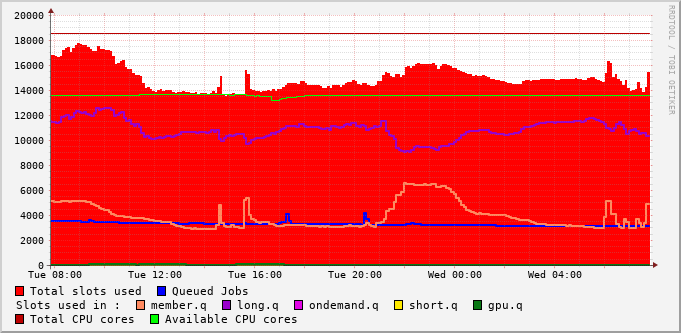 20000
18000
16000
14000
12000
10000
8000
6000
4000
2000
0
Tue 08:00 Tue 12:00 Tue 16:00 Tue 20:00 Wed 00:00 Wed 04:00
Total slots used Queued Jobs
Slots used in : member.q long.q ondemand.q short.q gpu.q
Total CPU cores Available CPU cores
RRDTOOL / TOBI OETIKER